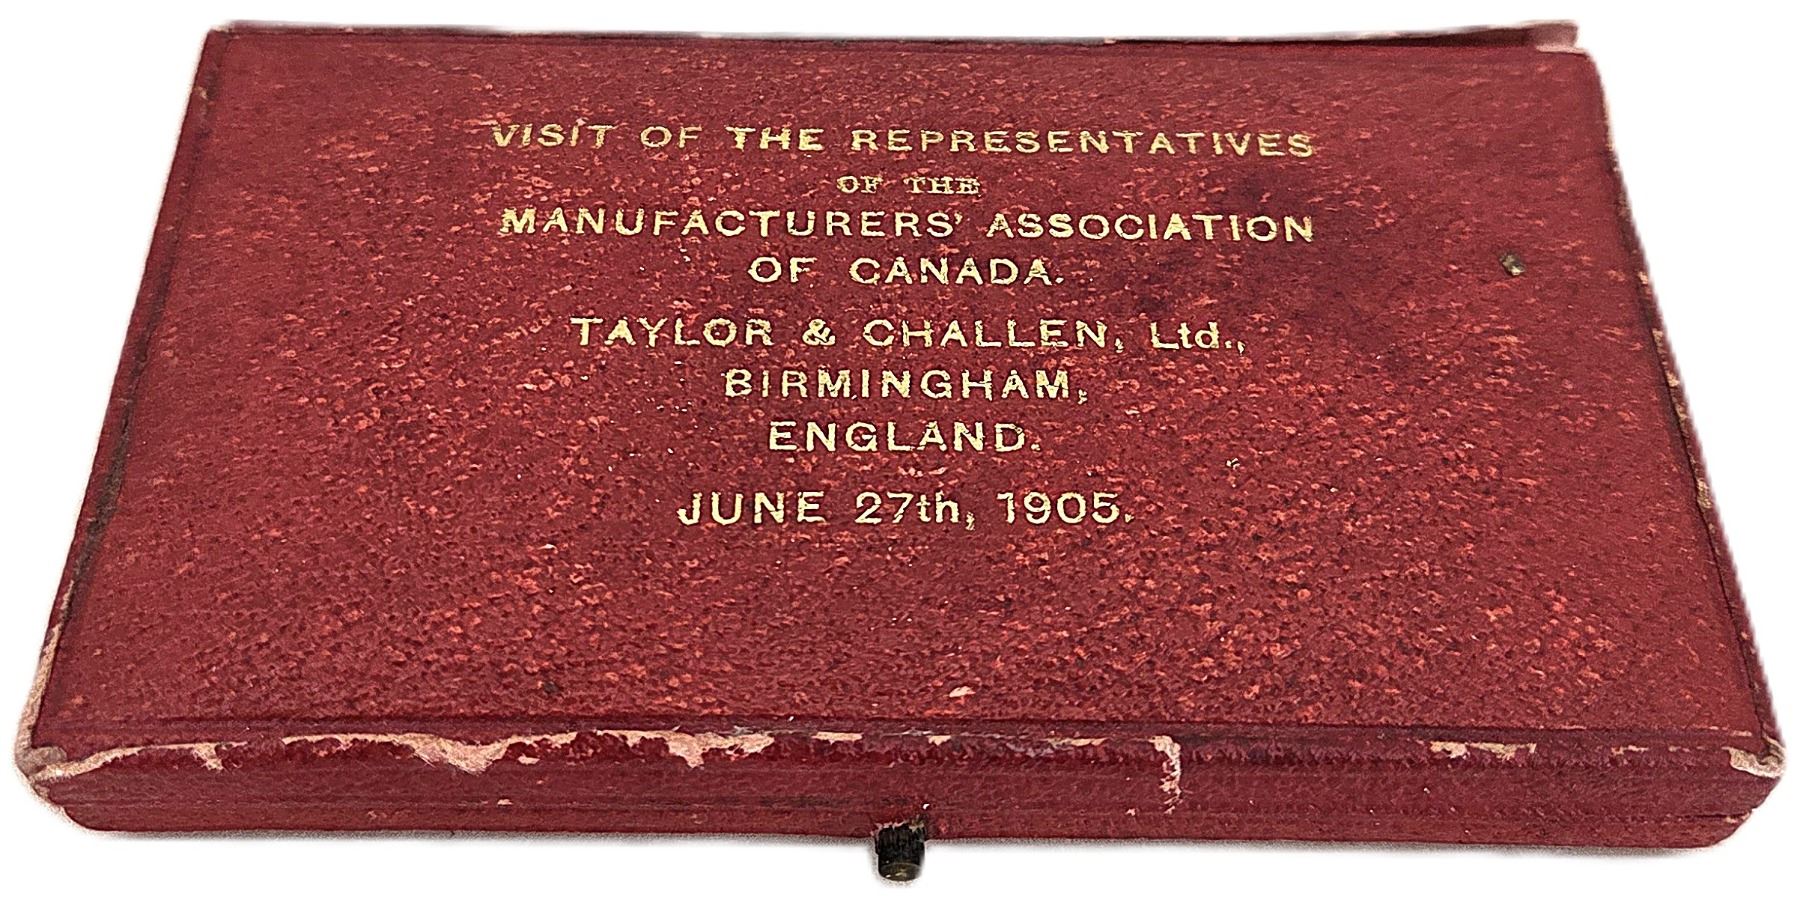 VISIT OF THE REPRESENTATIVES
OF THE
MANUFACTURERS' ASSOCIATION
OF CANADA.
TAYLOR & CHALLEN, Ltd.,
BIRMINGHAM,
ENGLAND.
JUNE 27th, 1905.